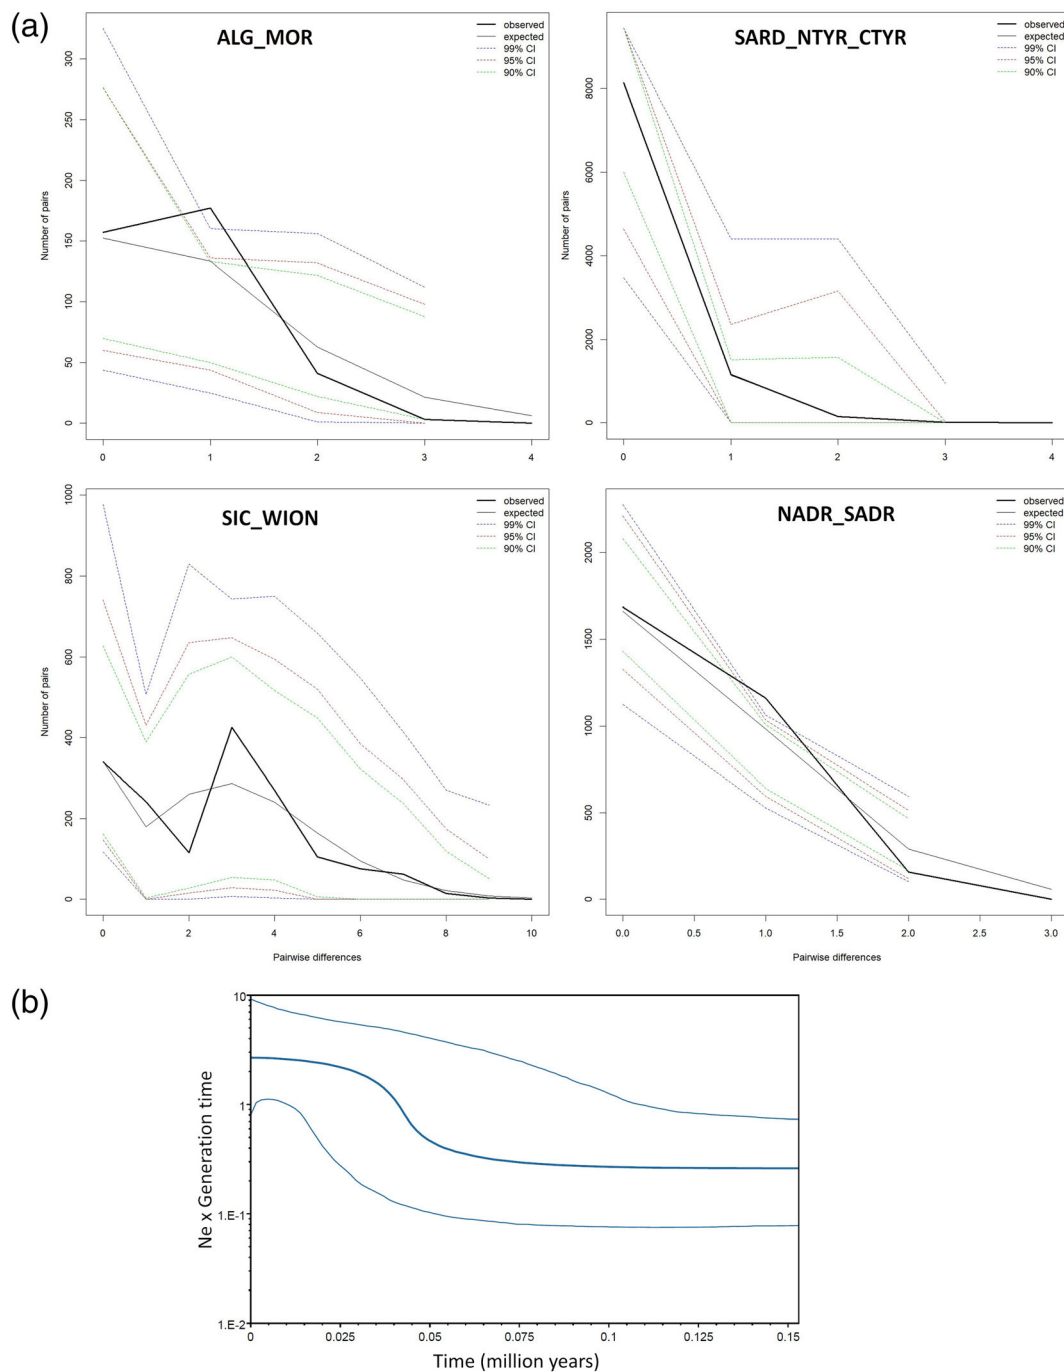 (a)
ALG_MOR
observed
expected
99% CI
95% CI
90% CI
Number of pairs
300
250
200
150
100
50
0
0 1 2 3 4
SARD_NTYR_CTYR
observed
expected
99% CI
95% CI
90% CI
Number of pairs
8000
6000
4000
2000
0
0 1 2 3 4
SIC_WION
observed
expected
99% CI
95% CI
90% CI
Number of pairs
1000
800
600
400
200
0
0 2 4 6 8 10
Pairwise differences
NADR_SADR
observed
expected
99% CI
95% CI
90% CI
Number of pairs
2000
1500
1000
500
0
0.0 0.5 1.0 1.5 2.0 2.5 3.0
Pairwise differences
(b)
Ne x Generation time
10
1
1.E-1
1.E-2
0 0.025 0.05 0.075 0.1 0.125 0.15
Time (million years)